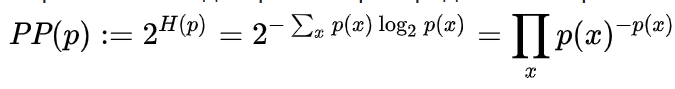 PP(p) := 2^{H(p)} = 2^{-\sum_x p(x) \log_2 p(x)} = \prod_x p(x)^{-p(x)}